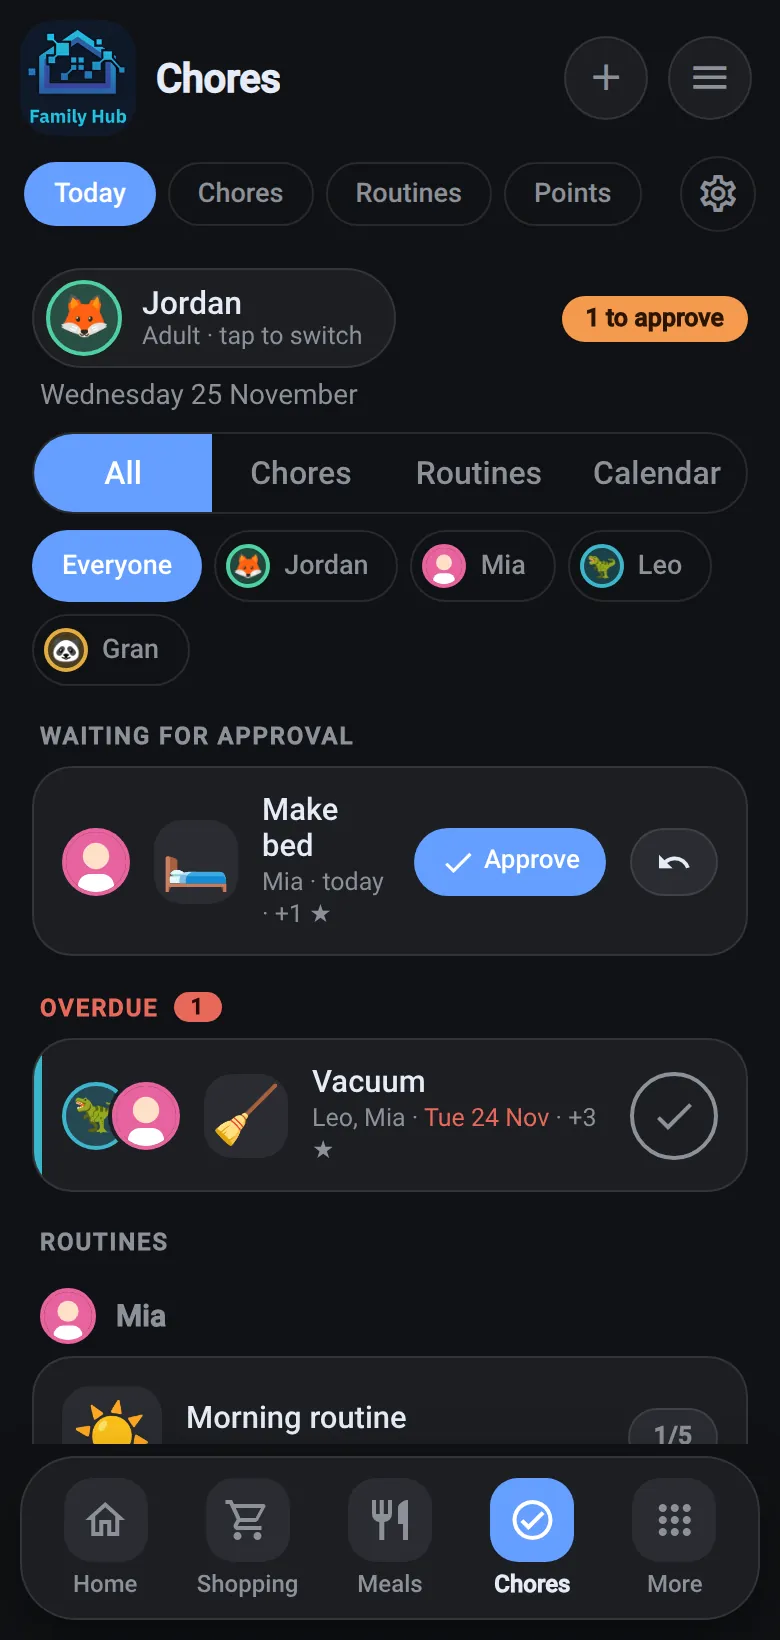 Family Hub
Chores
Today
Chores
Routines
Points
Jordan
Adult · tap to switch
1 to approve
Wednesday 25 November
All
Chores
Routines
Calendar
Everyone
Jordan
Mia
Leo
Gran
WAITING FOR APPROVAL
Make
bed
Mia · today
· +1 ★
Approve
OVERDUE 1
Vacuum
Leo, Mia · Tue 24 Nov · +3
★
ROUTINES
Mia
Morning routine
1/5
Home
Shopping
Meals
Chores
More